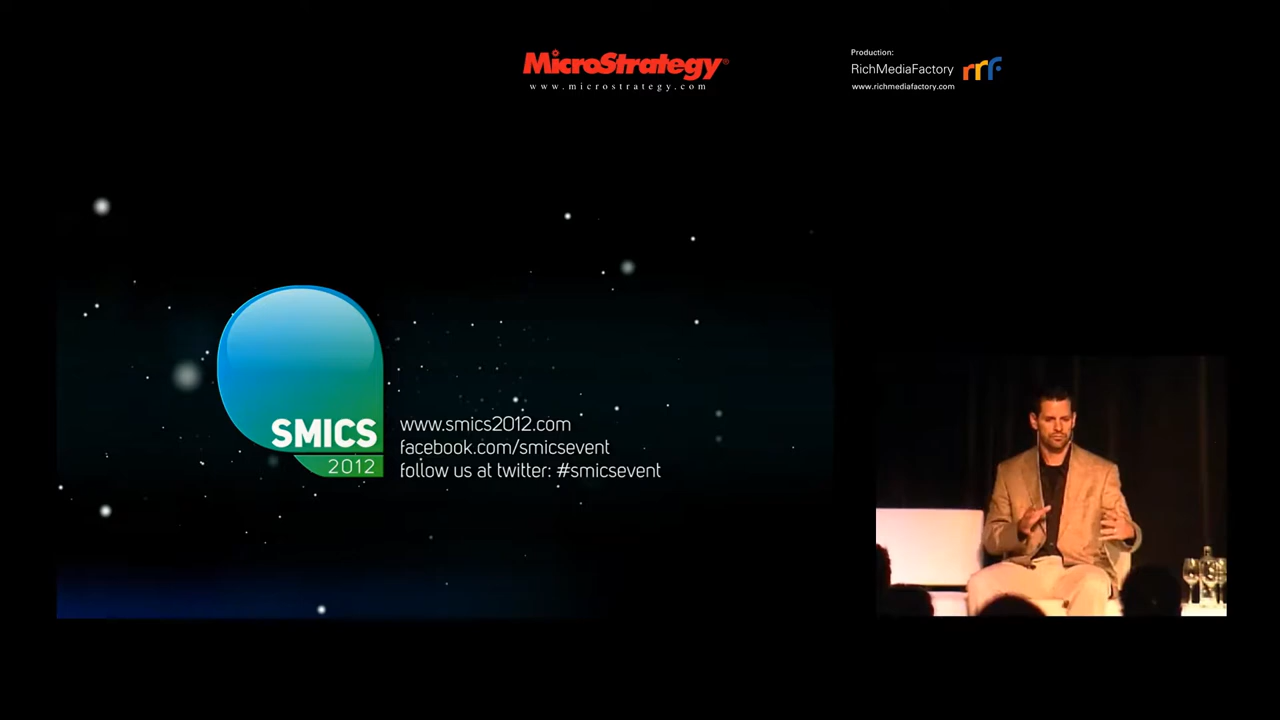 MicroStrategy®
www.microstrategy.com
Production:
RichMediaFactory rrf
www.richmediafactory.com
SMICS
2012
www.smics2012.com
facebook.com/smicsevent
follow us at twitter: #smicsevent